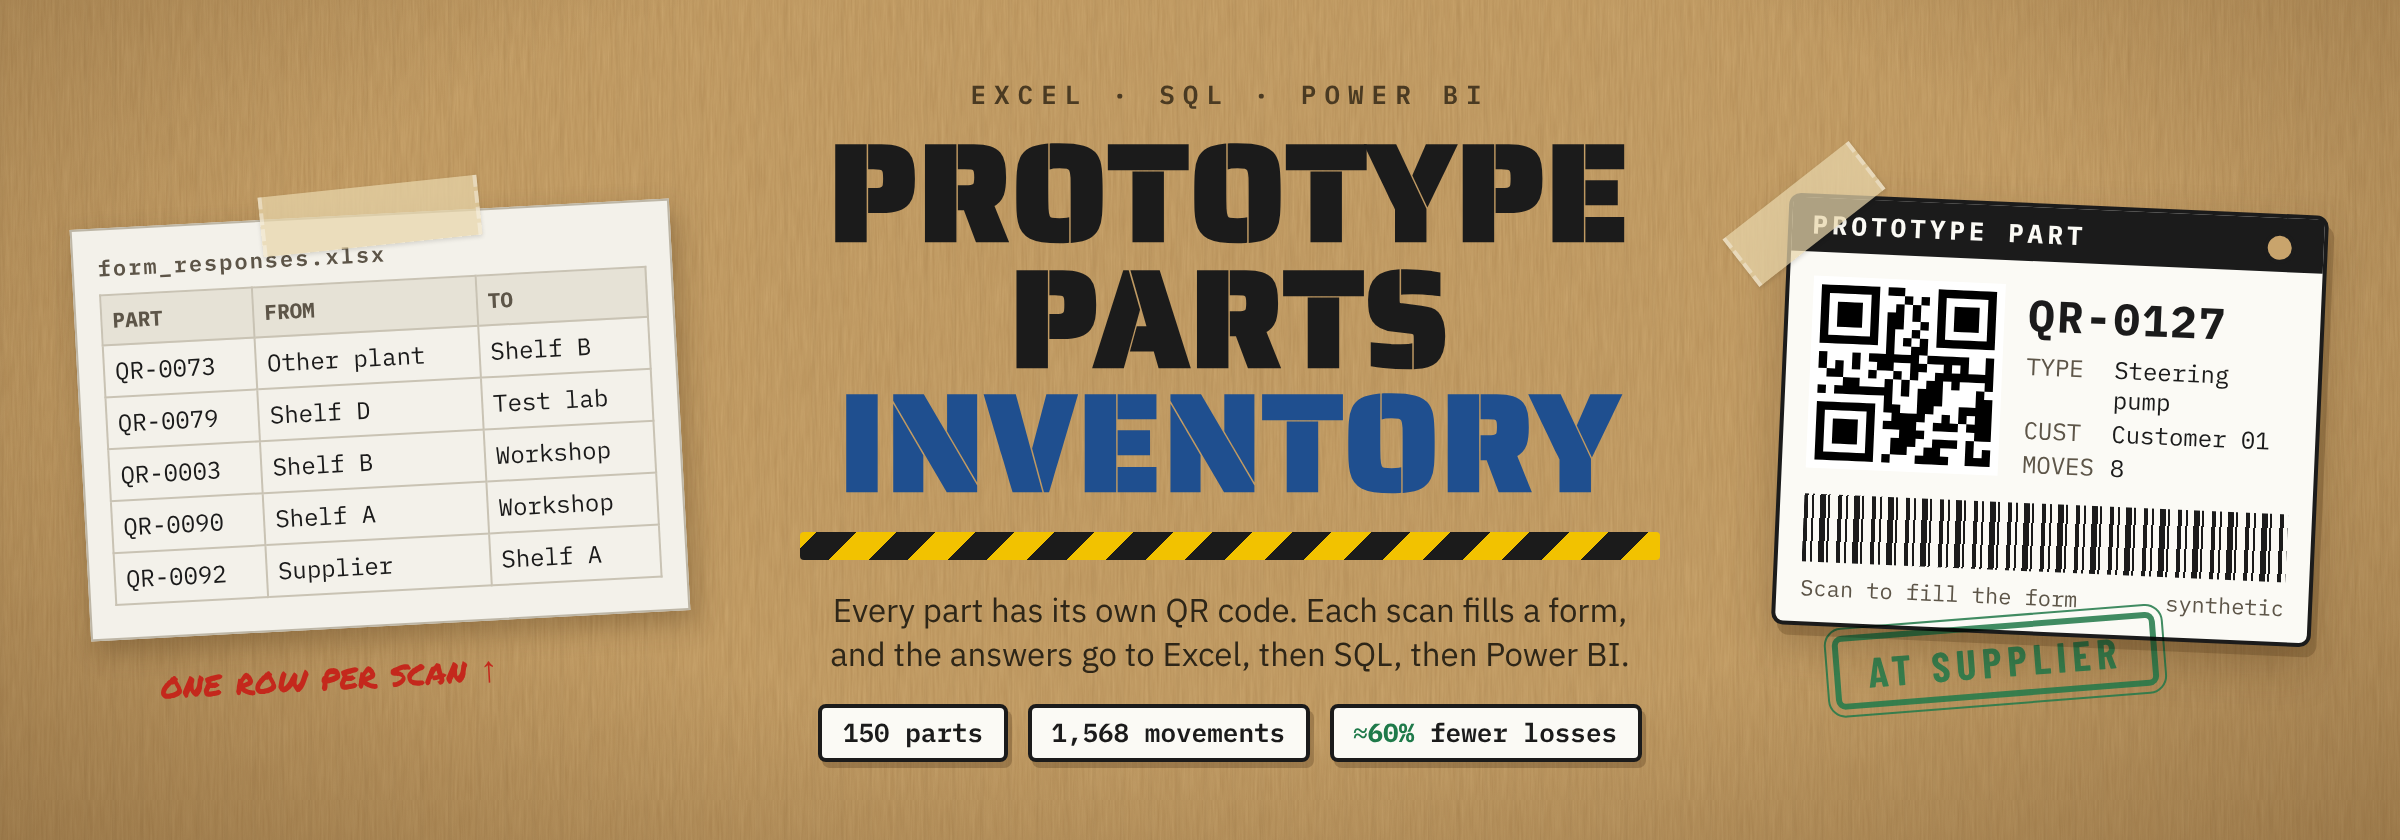 EXCEL · SQL · POWER BI
PROTOTYPE
PARTS
INVENTORY
Every part has its own QR code. Each scan fills a form,
and the answers go to Excel, then SQL, then Power BI.
150 parts
1,568 movements
≈60% fewer losses
form_responses.xlsx
PART FROM TO
QR-0073 Other plant Shelf B
QR-0079 Shelf D Test lab
QR-0003 Shelf B Workshop
QR-0090 Shelf A Workshop
QR-0092 Supplier Shelf A
ONE ROW PER SCAN ↑
PROTOTYPE PART
QR-0127
TYPE Steering
pump
CUST Customer 01
MOVES 8
Scan to fill the form synthetic
AT SUPPLIER